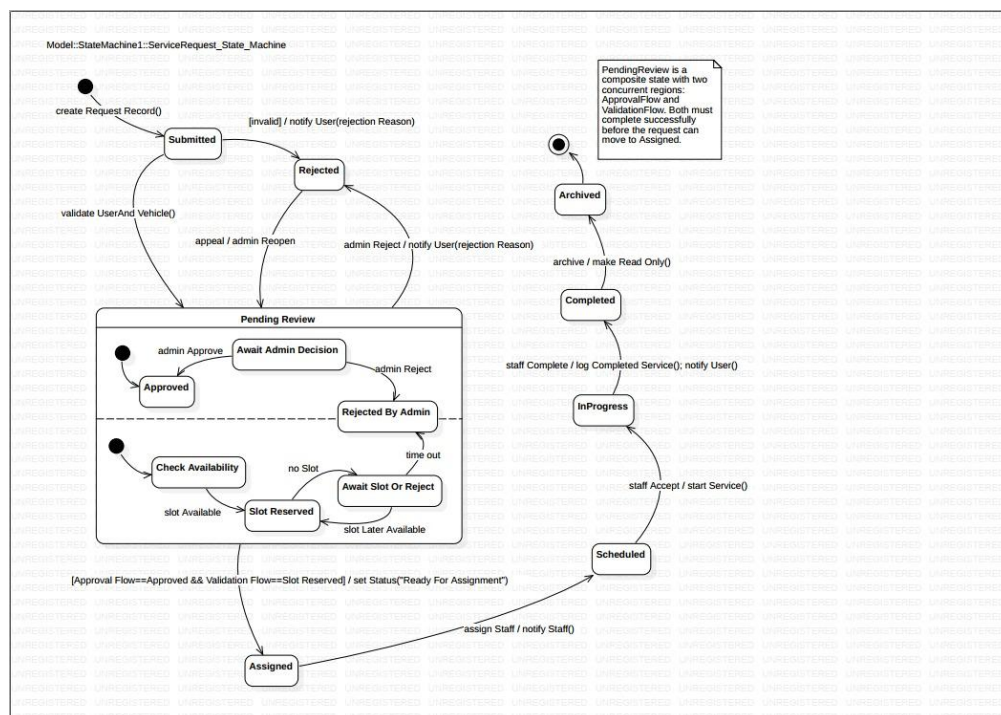 Model::StateMachine1::ServiceRequest_State_Machine
PendingReview is a
composite state with two
concurrent regions:
ApprovalFlow and
ValidationFlow. Both must
complete successfully
before the request can
move to Assigned.
create Request Record()
[invalid] / notify User(rejection Reason)
Submitted
Rejected
Archived
validate UserAnd Vehicle()
appeal / admin Reopen
admin Reject / notify User(rejection Reason)
archive / make Read Only()
Completed
Pending Review
admin Approve
Await Admin Decision
staff Complete / log Completed Service(); notify User()
admin Reject
Approved
Rejected By Admin
InProgress
time out
Check Availability
no Slot
Await Slot Or Reject
staff Accept / start Service()
slot Available
Slot Reserved
slot Later Available
Scheduled
[Approval Flow==Approved && Validation Flow==Slot Reserved] / set Status("Ready For Assignment")
assign Staff / notify Staff()
Assigned
UNREGISTERED